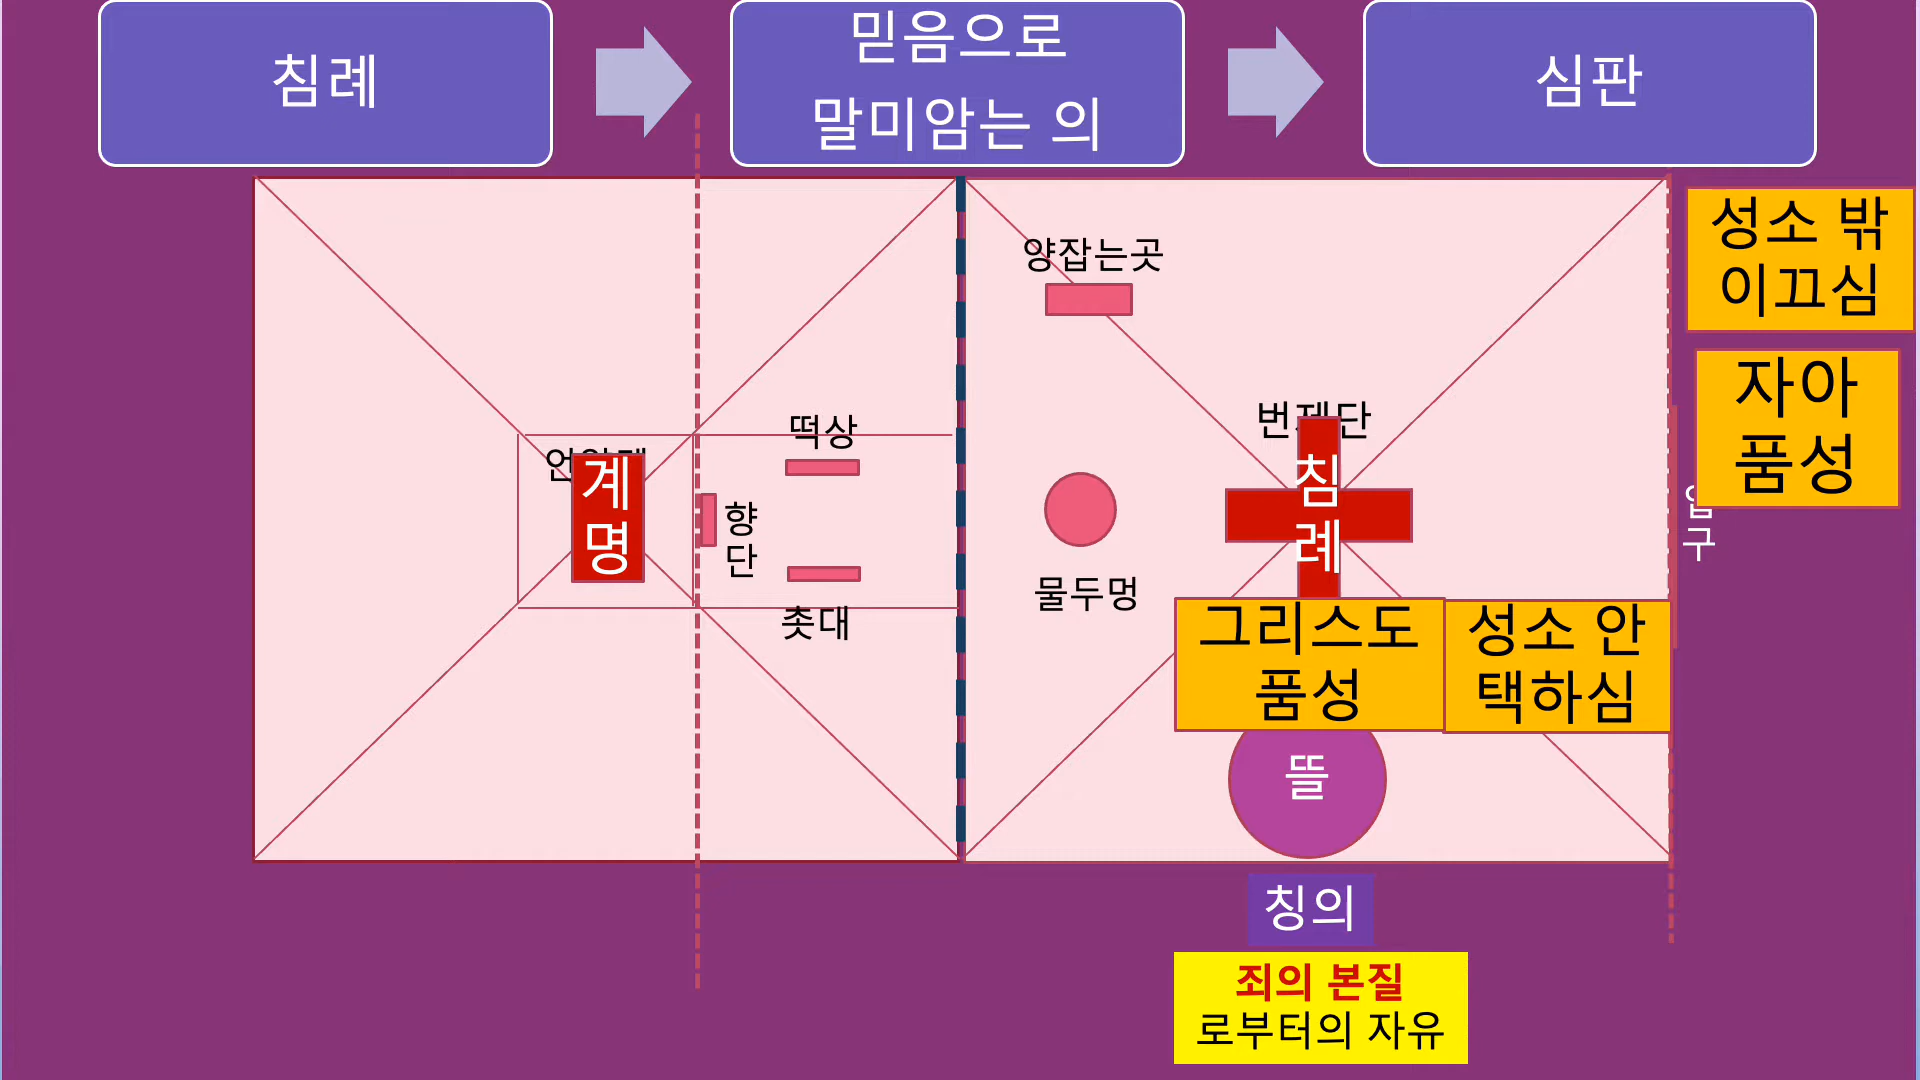 침례
믿음으로
말미암는 의
심판
성소 밖
이끄심
자아
품성
구
양잡는곳
떡상
계
명
향
단
촛대
물두멍
침
례
그리스도
품성
성소 안
택하심
뜰
칭의
죄의 본질
로부터의 자유